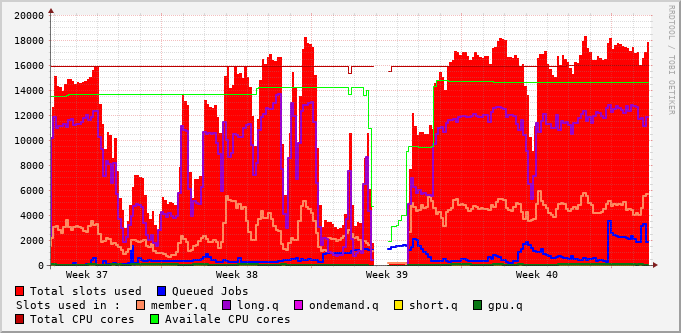 RRDTOOL / TOBI OETIKER
20000
18000
16000
14000
12000
10000
8000
6000
4000
2000
0
Week 37 Week 38 Week 39 Week 40
Total slots used Queued Jobs
Slots used in : member.q long.q ondemand.q short.q gpu.q
Total CPU cores Availale CPU cores